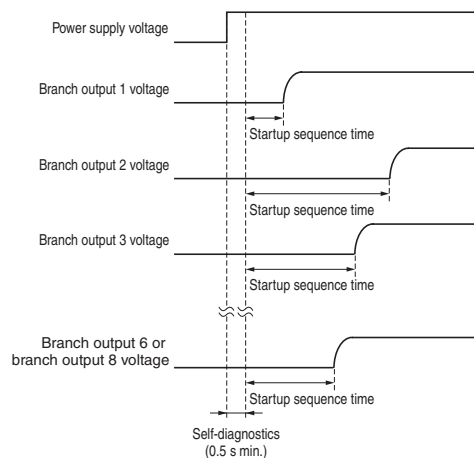 Power supply voltage
Branch output 1 voltage
Startup sequence time
Branch output 2 voltage
Startup sequence time
Branch output 3 voltage
Startup sequence time
Branch output 6 or
branch output 8 voltage
Startup sequence time
Self-diagnostics
(0.5 s min.)